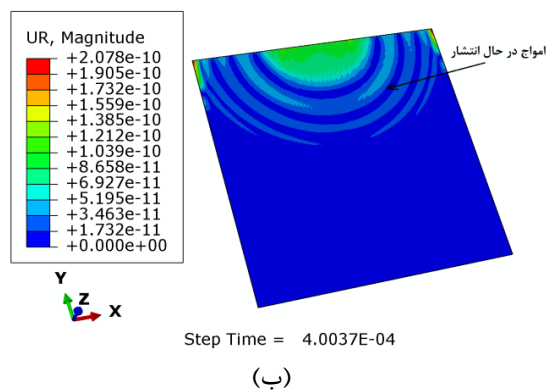 UR, Magnitude
+2.078e-10
+1.905e-10
+1.732e-10
+1.559e-10
+1.385e-10
+1.212e-10
+1.039e-10
+8.658e-11
+6.927e-11
+5.195e-11
+3.463e-11
+1.732e-11
+0.000e+00
امواج در حال انتشار
Y
Z
X
Step Time = 4.0037E-04
(ب)